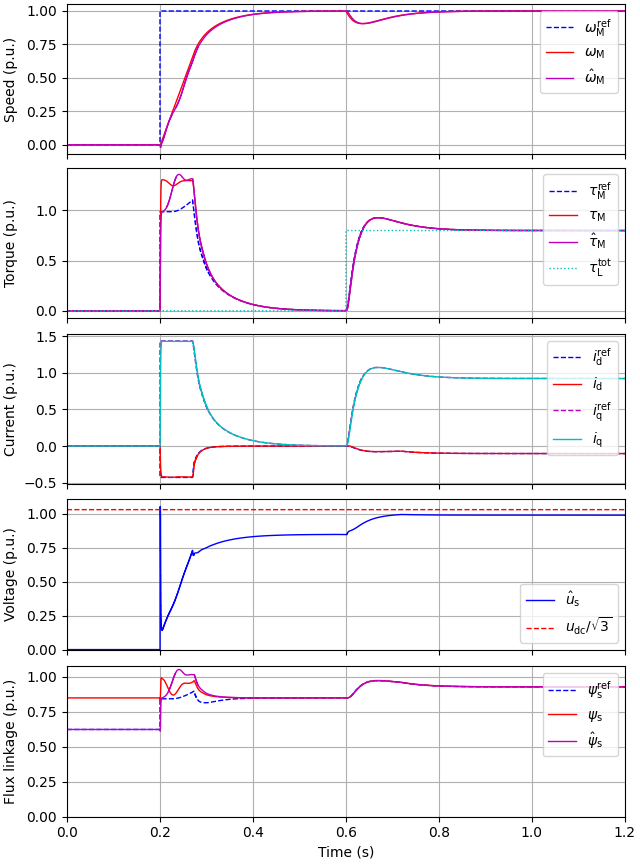 Speed (p.u.)
1.00
0.75
0.50
0.25
0.00
ω_M^ref
ω_M
ω̂_M
Torque (p.u.)
1.0
0.5
0.0
τ_M^ref
τ_M
τ̂_M
τ_L^tot
Current (p.u.)
1.5
1.0
0.5
0.0
−0.5
i_d^ref
i_d
i_q^ref
i_q
Voltage (p.u.)
1.00
0.75
0.50
0.25
0.00
û_s
u_dc/√3
Flux linkage (p.u.)
1.00
0.75
0.50
0.25
0.00
ψ_s^ref
ψ_s
ψ̂_s
0.0 0.2 0.4 0.6 0.8 1.0 1.2
Time (s)